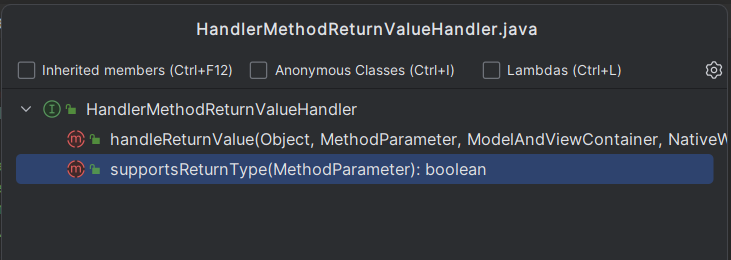 HandlerMethodReturnValueHandler.java
Inherited members (Ctrl+F12) Anonymous Classes (Ctrl+I) Lambdas (Ctrl+L)
HandlerMethodReturnValueHandler
handleReturnValue(Object, MethodParameter, ModelAndViewContainer, NativeW
supportsReturnType(MethodParameter): boolean